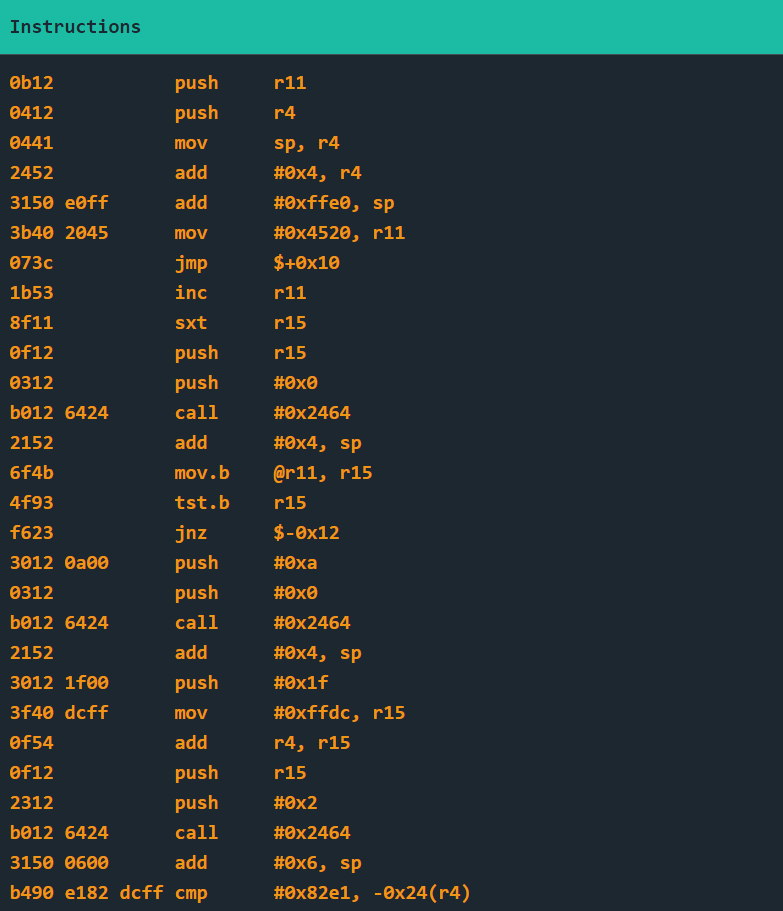 Instructions
0b12 push r11
0412 push r4
0441 mov sp, r4
2452 add #0x4, r4
3150 e0ff add #0xffe0, sp
3b40 2045 mov #0x4520, r11
073c jmp $+0x10
1b53 inc r11
8f11 sxt r15
0f12 push r15
0312 push #0x0
b012 6424 call #0x2464
2152 add #0x4, sp
6f4b mov.b @r11, r15
4f93 tst.b r15
f623 jnz $-0x12
3012 0a00 push #0xa
0312 push #0x0
b012 6424 call #0x2464
2152 add #0x4, sp
3012 1f00 push #0x1f
3f40 dcff mov #0xffdc, r15
0f54 add r4, r15
0f12 push r15
2312 push #0x2
b012 6424 call #0x2464
3150 0600 add #0x6, sp
b490 e182 dcff cmp #0x82e1, -0x24(r4)